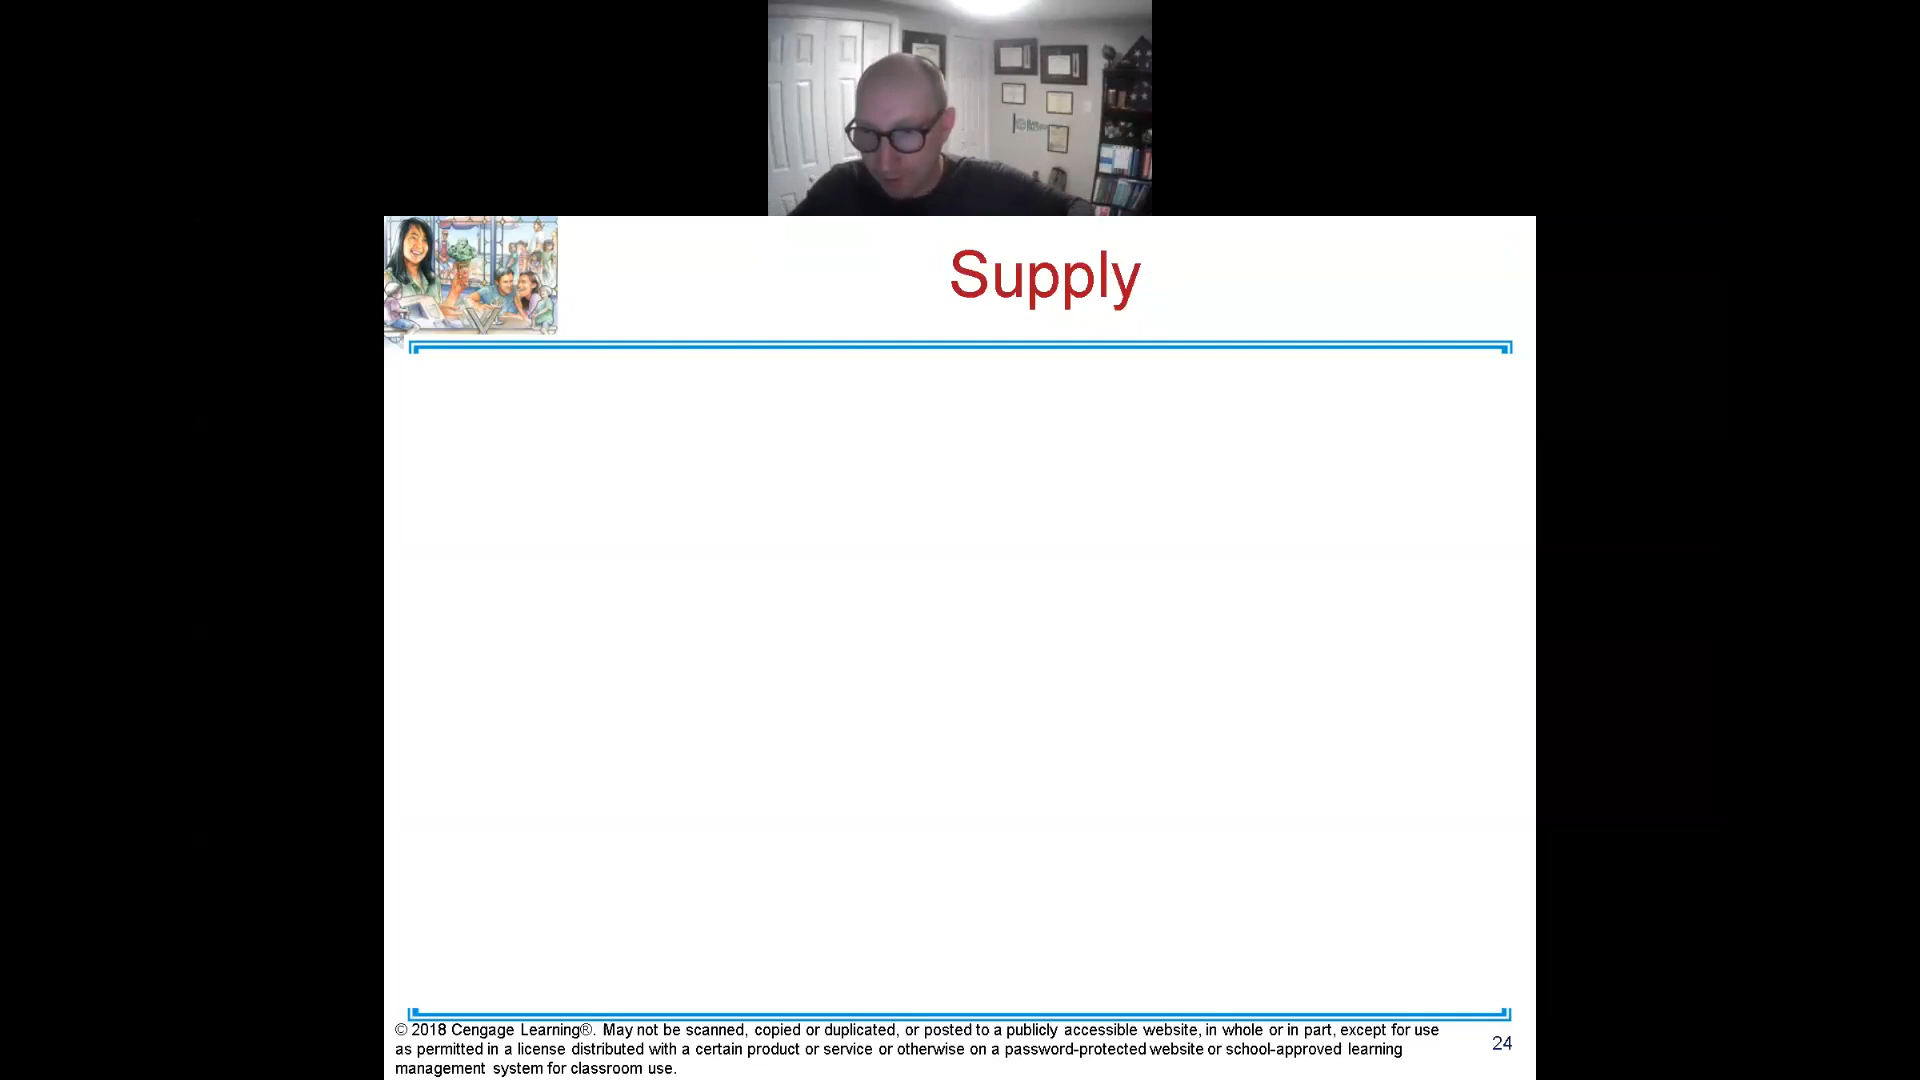 Supply
© 2018 Cengage Learning®. May not be scanned, copied or duplicated, or posted to a publicly accessible website, in whole or in part, except for use
as permitted in a license distributed with a certain product or service or otherwise on a password-protected website or school-approved learning
management system for classroom use.
24